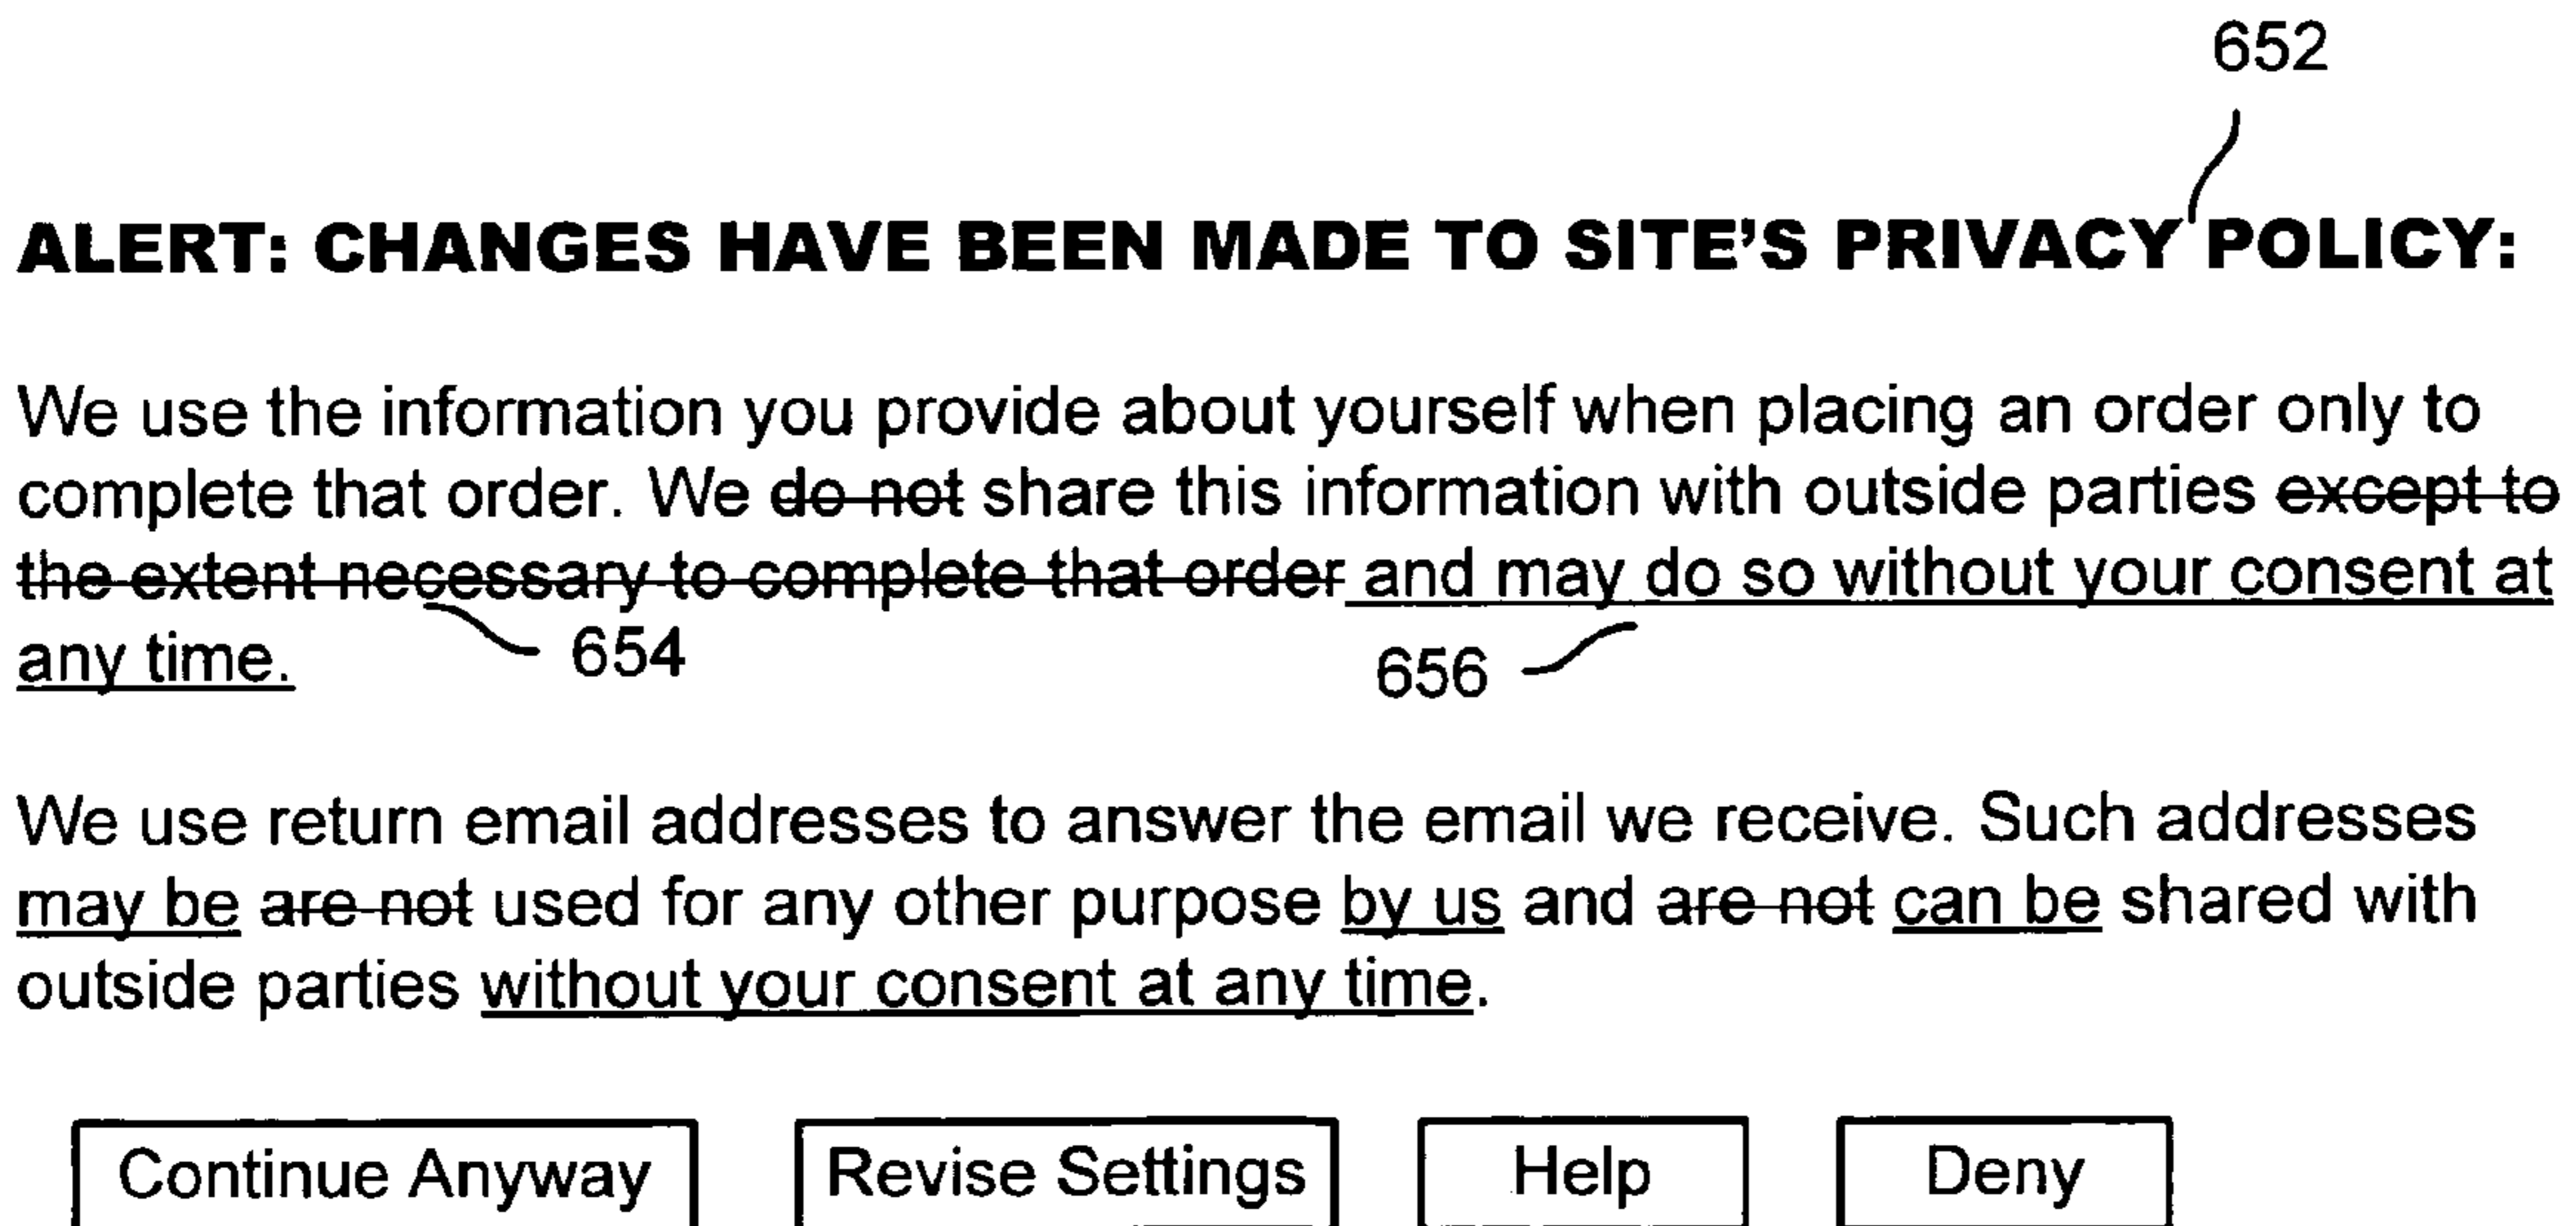 652
ALERT: CHANGES HAVE BEEN MADE TO SITE'S PRIVACY POLICY:
We use the information you provide about yourself when placing an order only to
complete that order. We do not share this information with outside parties except to
the extent necessary to complete that order and may do so without your consent at
any time.
654
656
We use return email addresses to answer the email we receive. Such addresses
may be are not used for any other purpose by us and are not can be shared with
outside parties without your consent at any time.
Continue Anyway
Revise Settings
Help
Deny